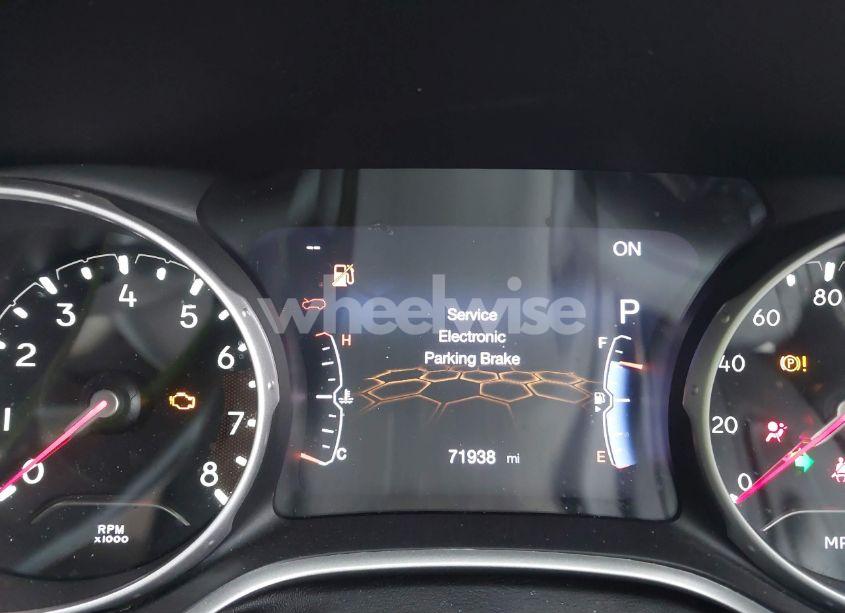 --
ON
wheelwise
Service
Electronic
Parking Brake
P
H
C
F
E
71938 mi
0
1
2
3
4
5
6
7
8
RPM
x1000
0
20
40
60
80
(P)!